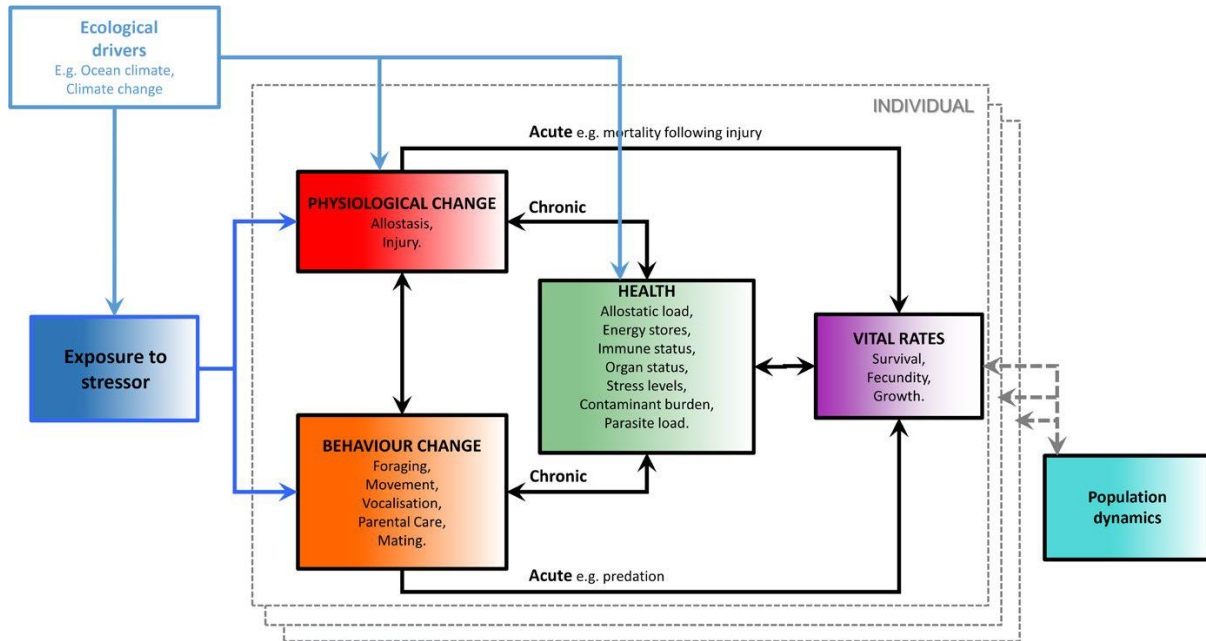 Ecological
drivers
E.g. Ocean climate,
Climate change
INDIVIDUAL
Acute e.g. mortality following injury
PHYSIOLOGICAL CHANGE
Allostasis,
Injury.
Chronic
HEALTH
Allostatic load,
Energy stores,
Immune status,
Organ status,
Stress levels,
Contaminant burden,
Parasite load.
VITAL RATES
Survival,
Fecundity,
Growth.
Exposure to
stressor
BEHAVIOUR CHANGE
Foraging,
Movement,
Vocalisation,
Parental Care,
Mating.
Chronic
Acute e.g. predation
Population
dynamics